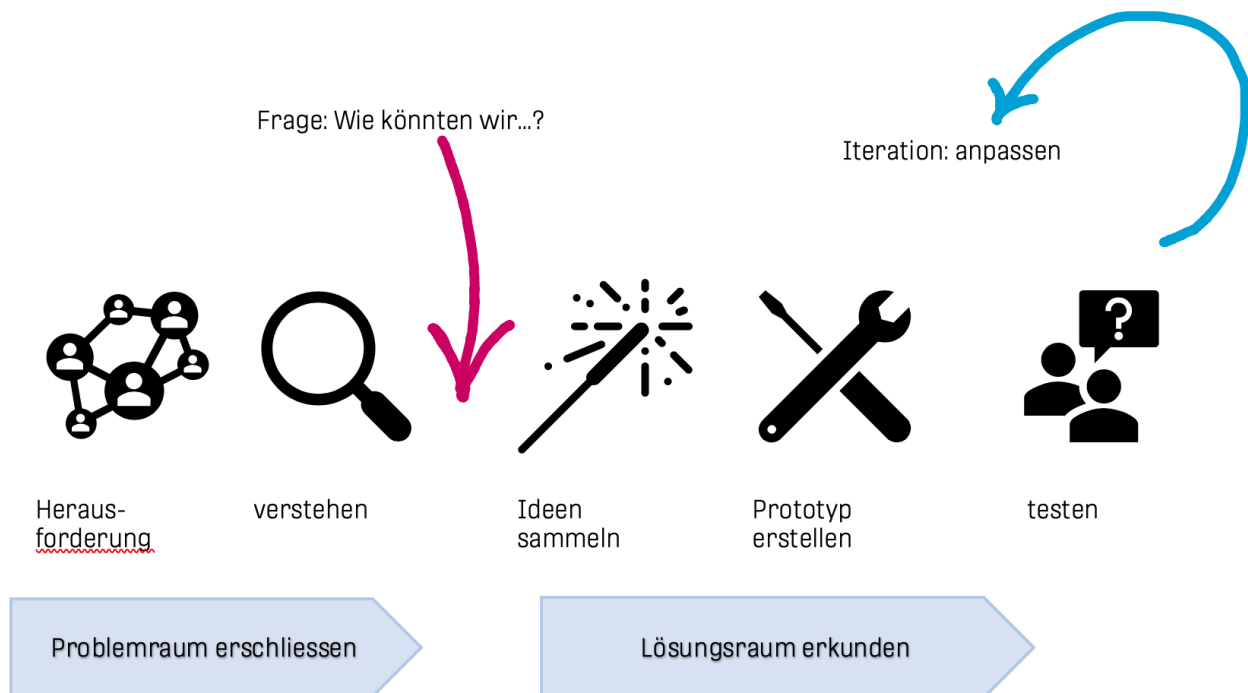 Frage: Wie könnten wir...?
Iteration: anpassen
?
Heraus-
forderung
verstehen
Ideen
sammeln
Prototyp
erstellen
testen
Problemraum erschliessen
Lösungsraum erkunden